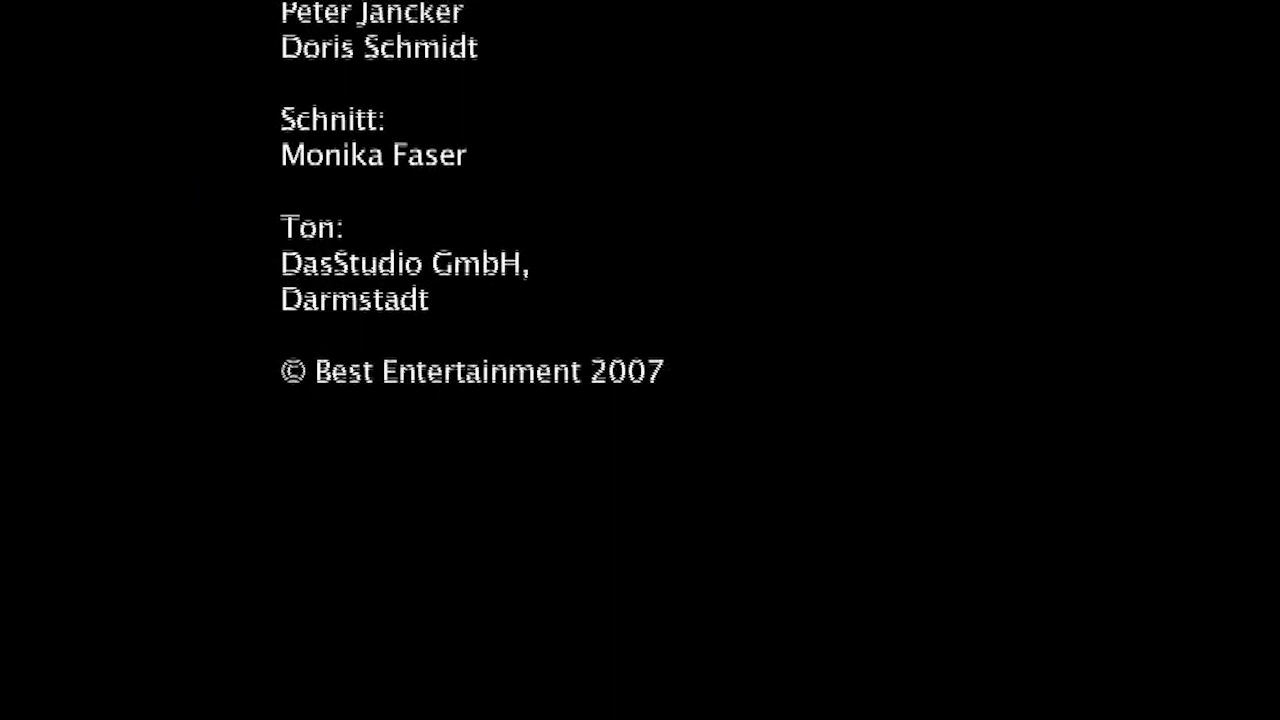 Peter Jancker
Doris Schmidt
Schnitt:
Monika Faser
Ton:
DasStudio GmbH,
Darmstadt
© Best Entertainment 2007